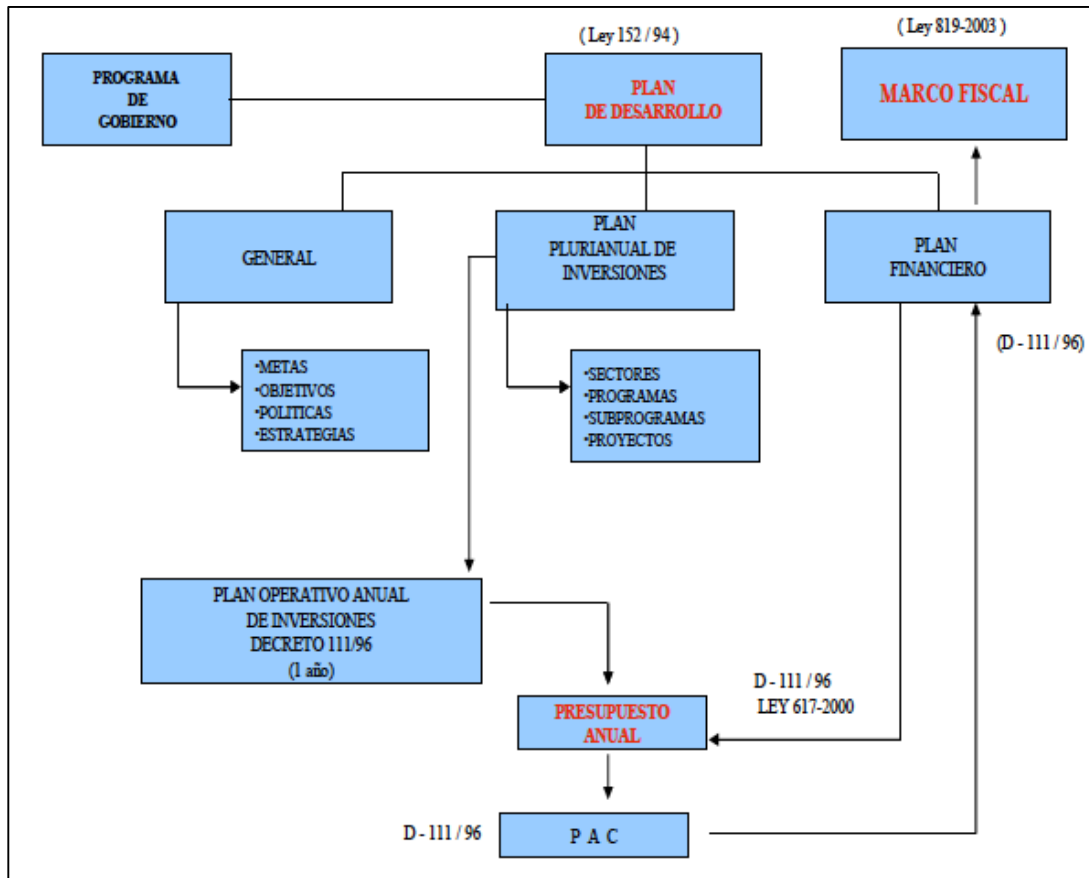 ( Ley 152 / 94 )
( Ley 819-2003 )
PROGRAMA
DE
GOBIERNO
PLAN
DE DESARROLLO
MARCO FISCAL
GENERAL
PLAN
PLURIANUAL DE
INVERSIONES
PLAN
FINANCIERO
(D - 111 / 96)
•METAS
•OBJETIVOS
•POLITICAS
•ESTRATEGIAS
•SECTORES
•PROGRAMAS
•SUBPROGRAMAS
•PROYECTOS
PLAN OPERATIVO ANUAL
DE INVERSIONES
DECRETO 111/96
(1 año)
D - 111 / 96
LEY 617-2000
PRESUPUESTO
ANUAL
D - 111 / 96
P A C